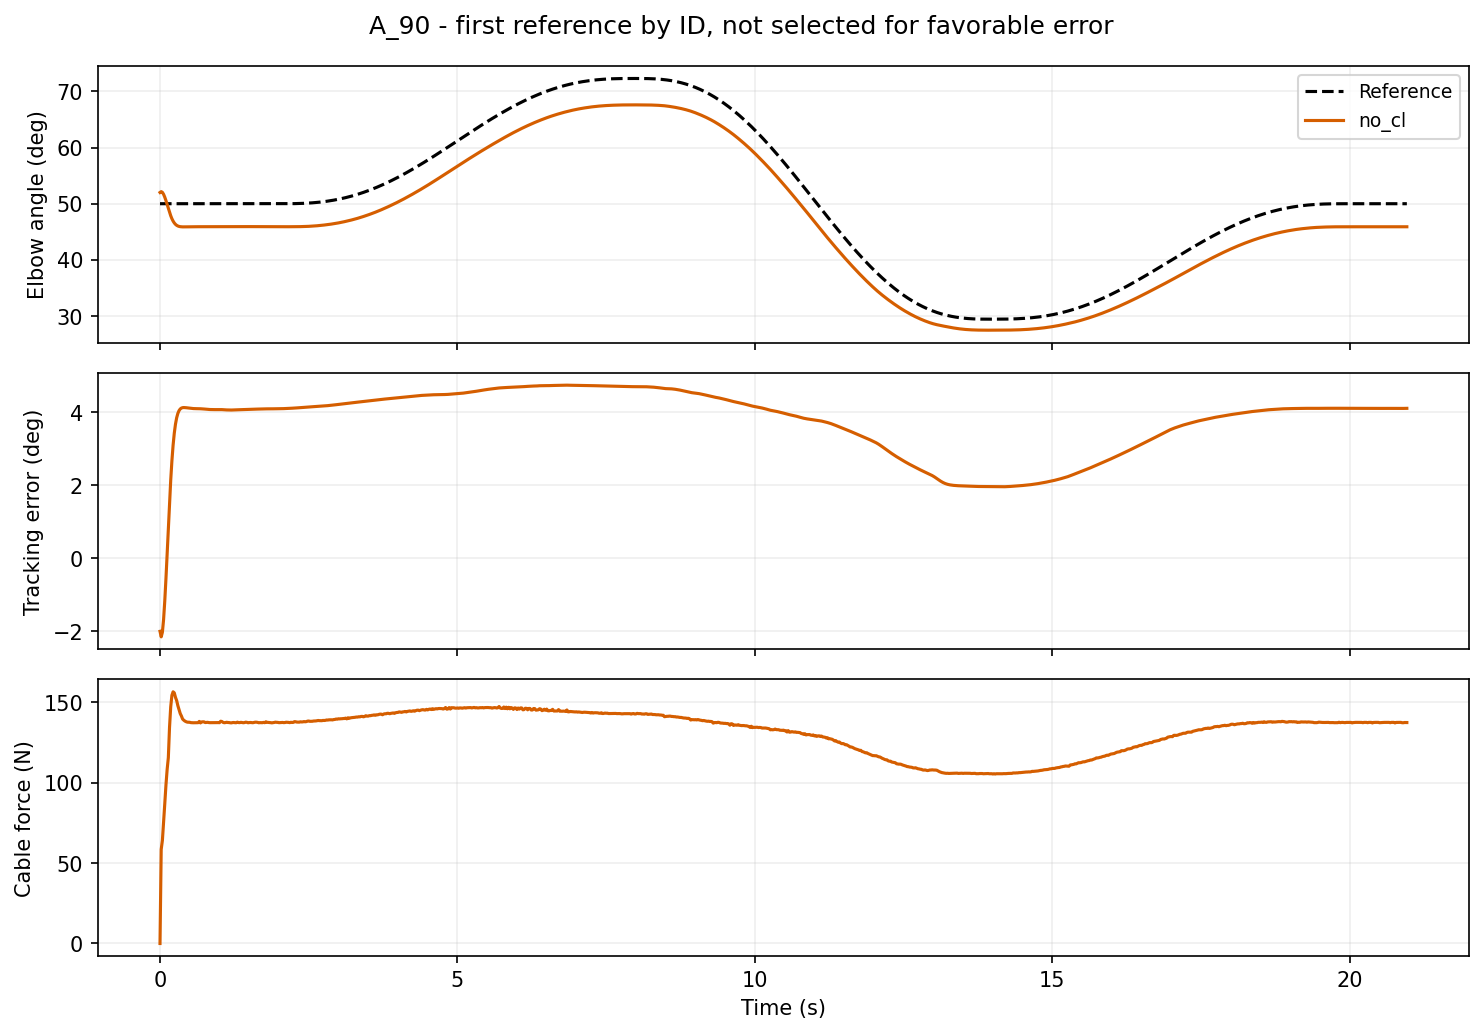 A_90 - first reference by ID, not selected for favorable error
Elbow angle (deg)
70
60
50
40
30
Reference
no_cl
Tracking error (deg)
4
2
0
−2
Cable force (N)
150
100
50
0
0 5 10 15 20
Time (s)